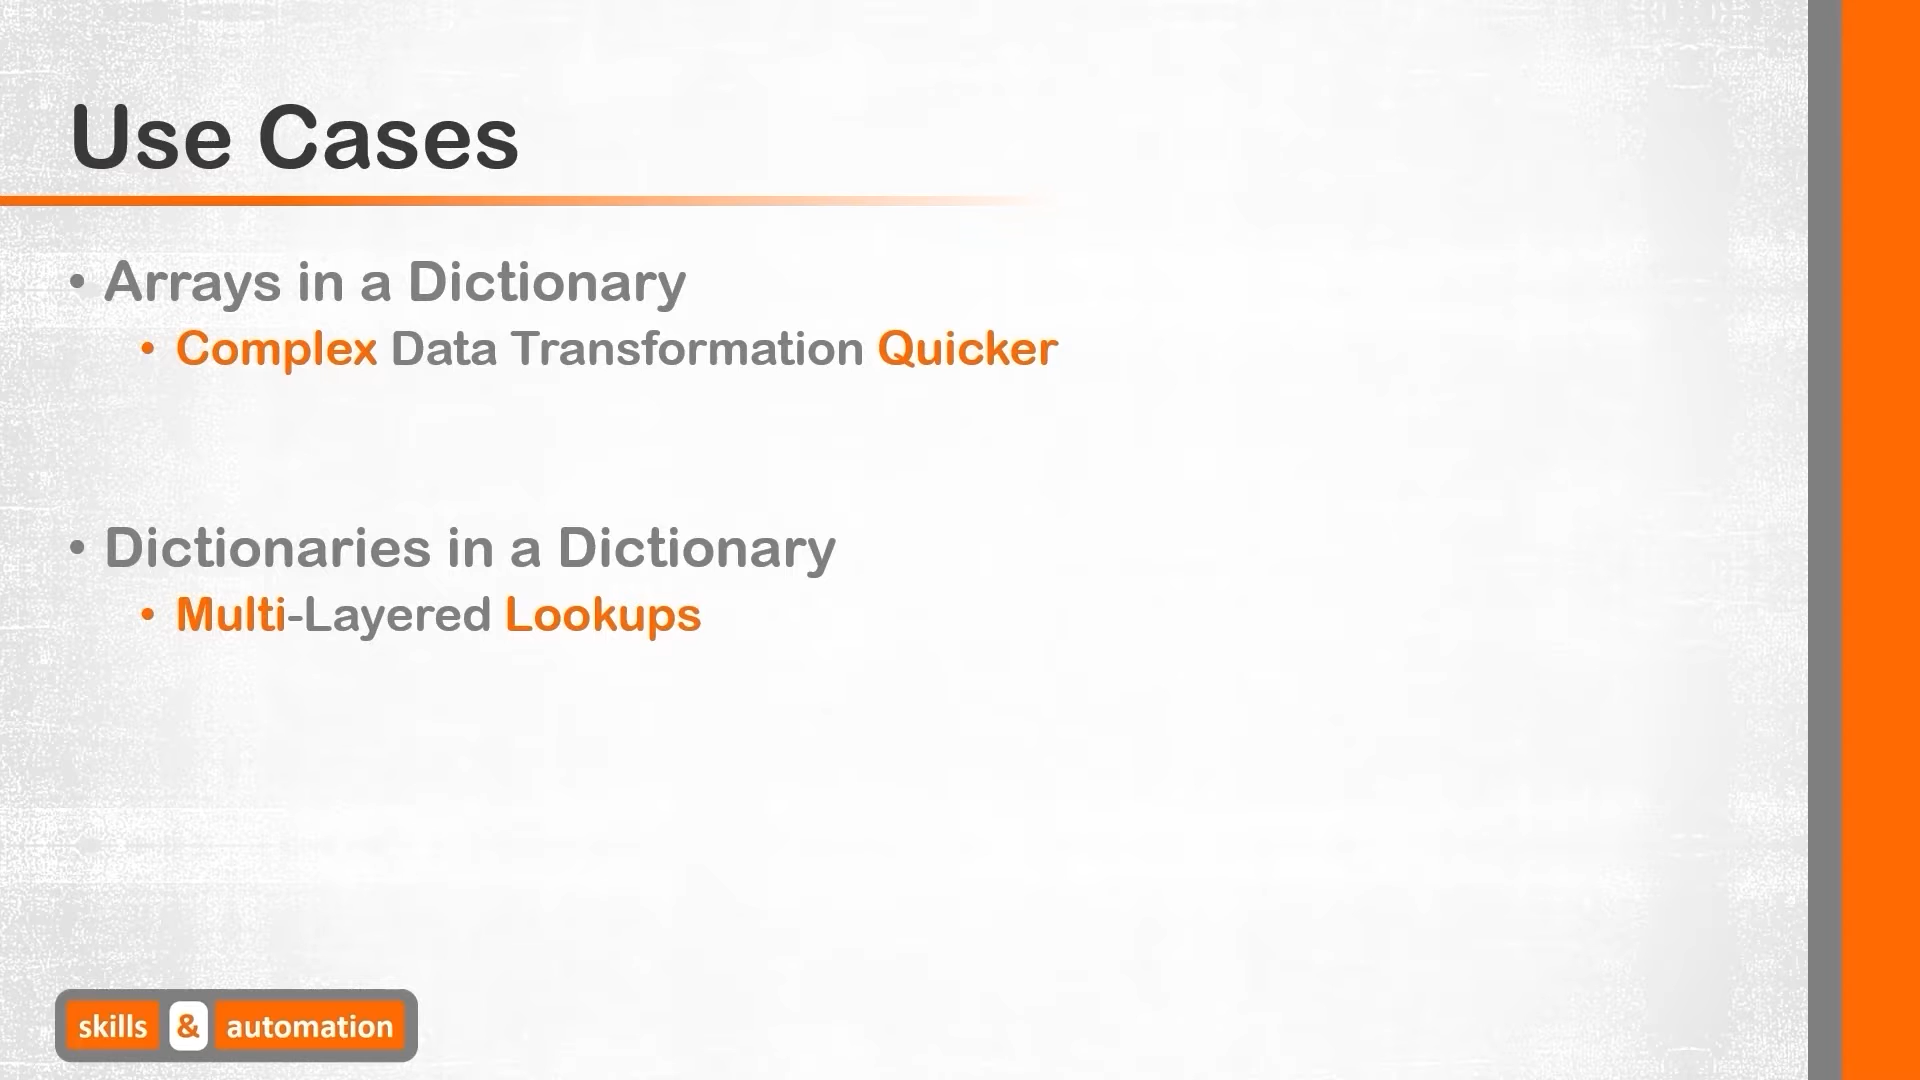 Use Cases
• Arrays in a Dictionary
• Complex Data Transformation Quicker
• Dictionaries in a Dictionary
• Multi-Layered Lookups
skills & automation